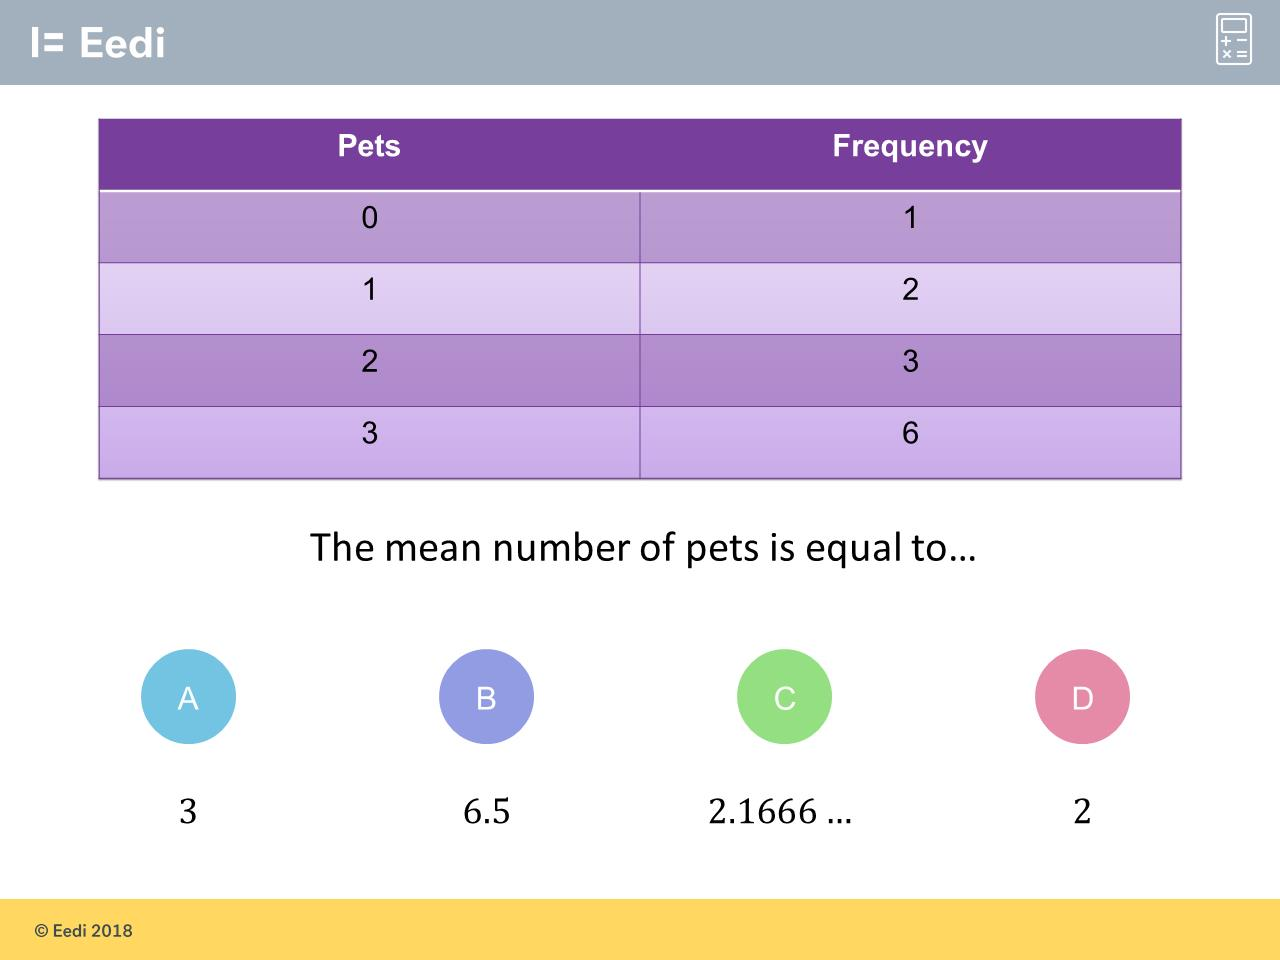 Eedi
Pets Frequency
0 1
1 2
2 3
3 6
The mean number of pets is equal to...
A B C D
3 6.5 2.1666 ... 2
© Eedi 2018